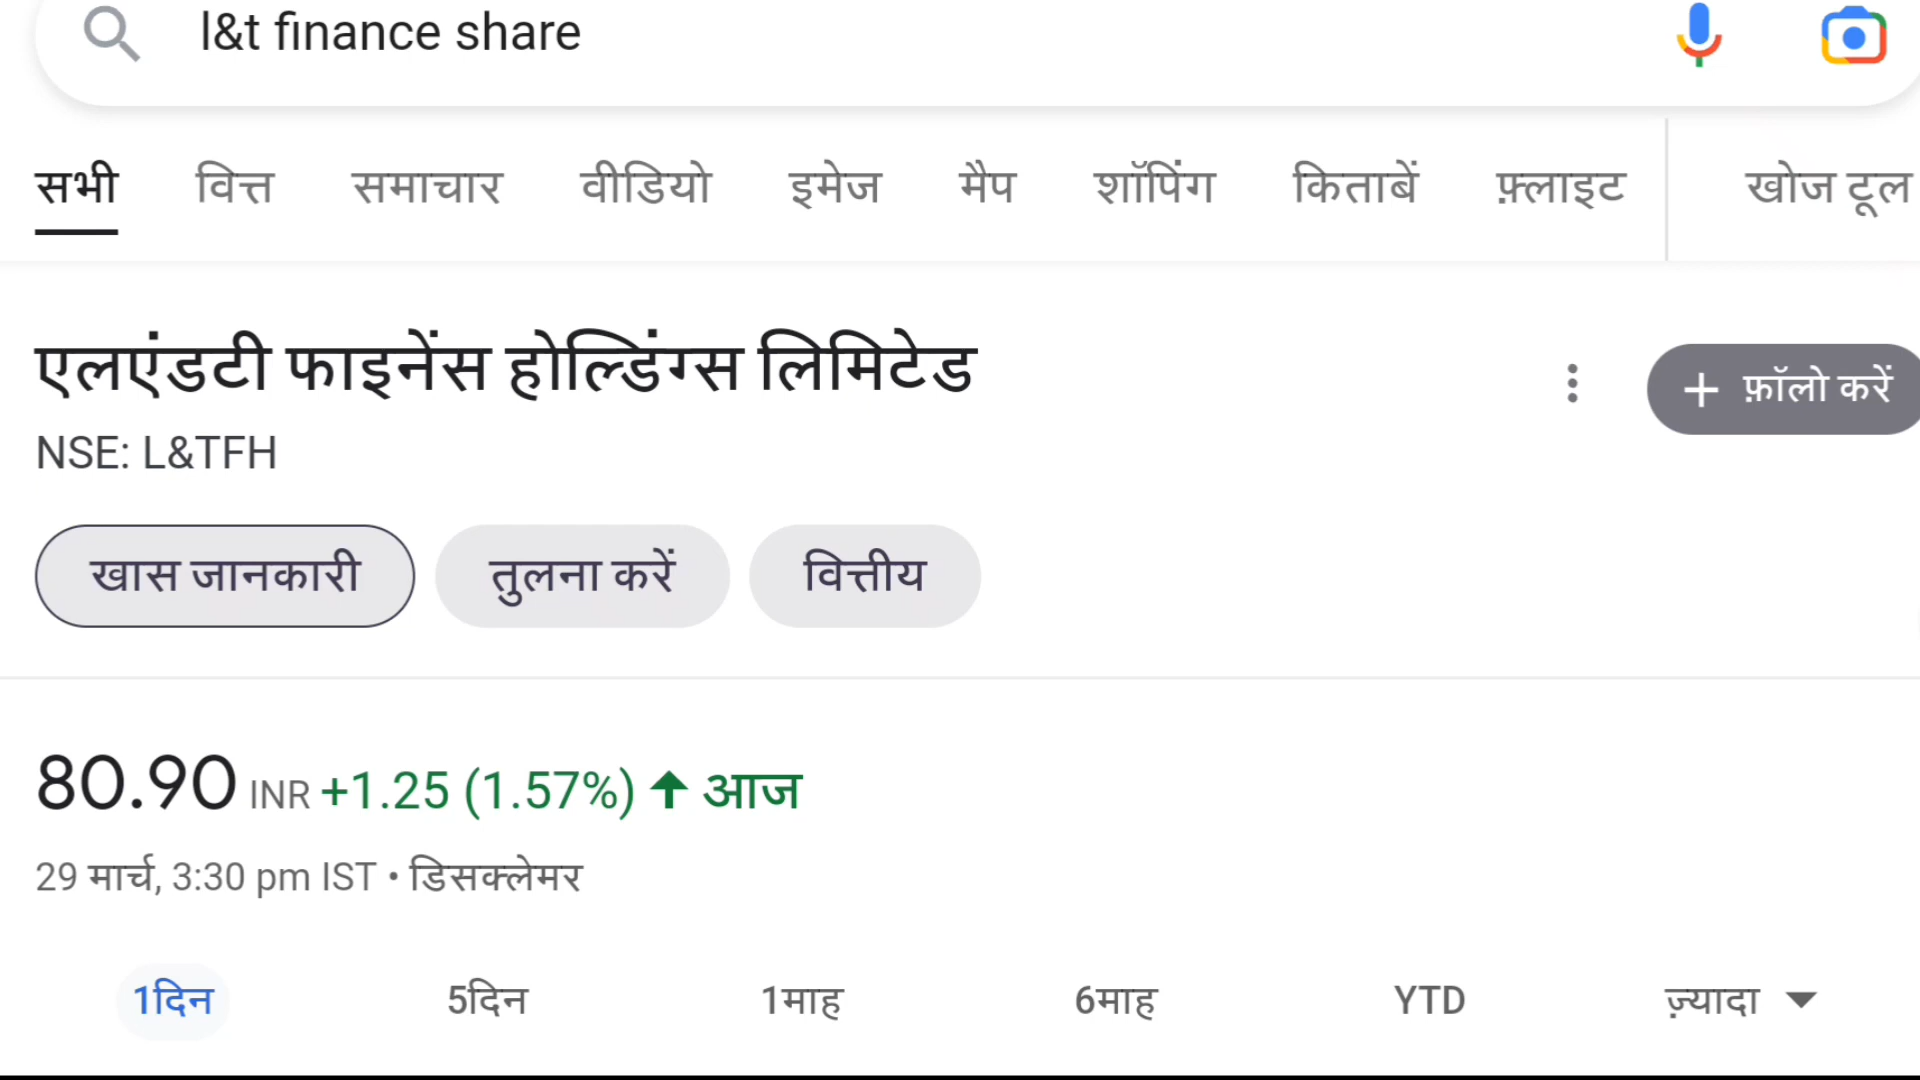 l&t finance share
सभी वित्त समाचार वीडियो इमेज मैप शॉपिंग किताबें फ़्लाइट खोज टूल
एलएंडटी फाइनेंस होल्डिंग्स लिमिटेड
+ फ़ॉलो करें
NSE: L&TFH
खास जानकारी तुलना करें वित्तीय
80.90 INR +1.25 (1.57%) ↑ आज
29 मार्च, 3:30 pm IST • डिसक्लेमर
1दिन 5दिन 1माह 6माह YTD ज़्यादा